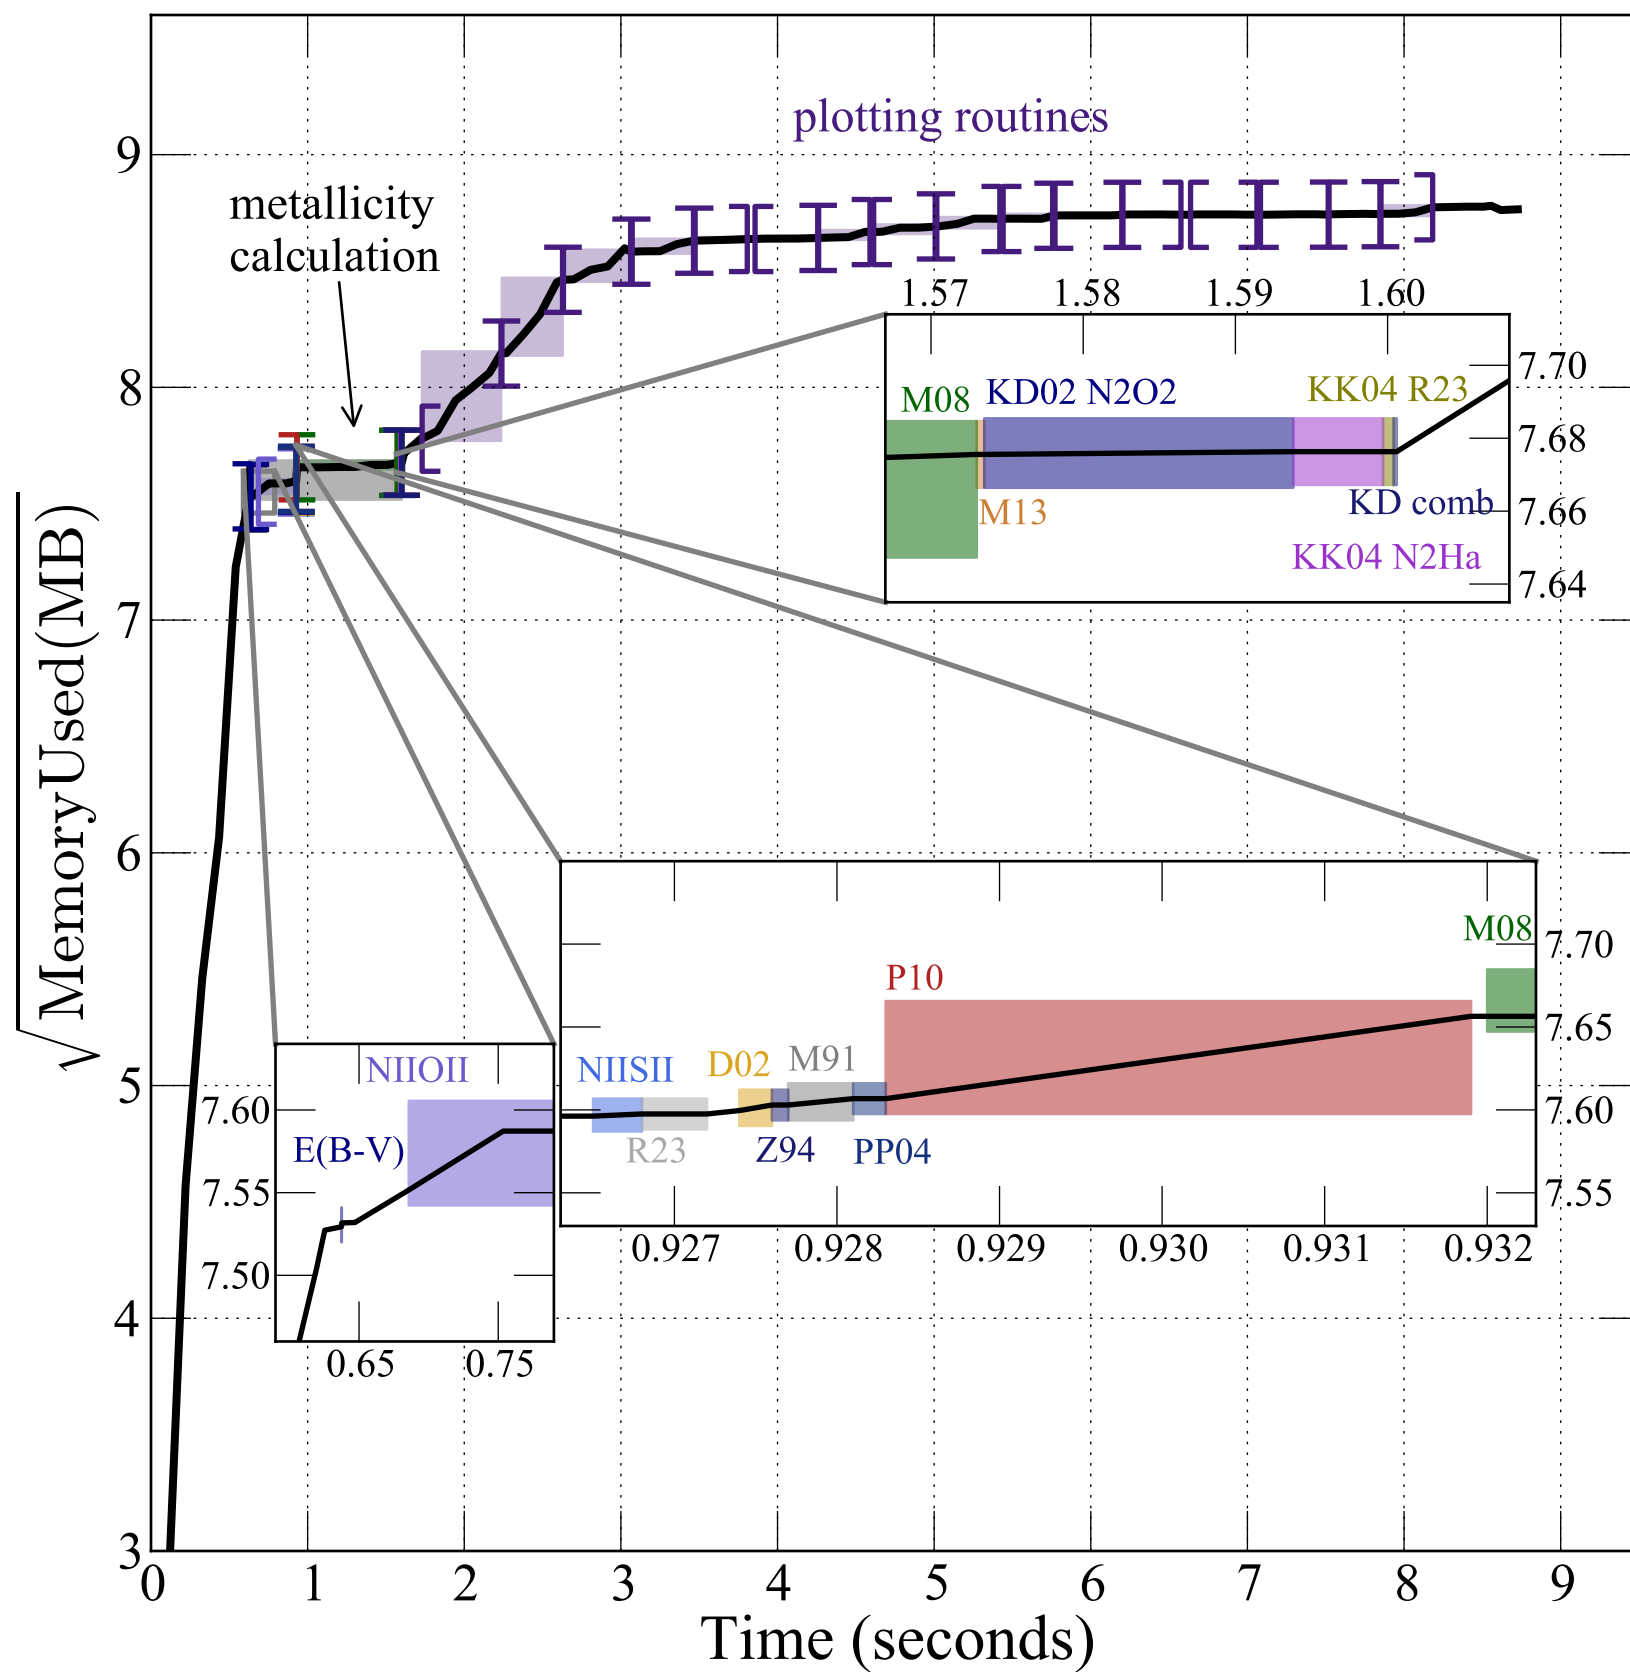 plotting routines
9
metallicity
calculation
1.57 1.58 1.59 1.60
7.70
8
M08 KD02 N2O2 KK04 R23
7.68
M13 KD comb 7.66
KK04 N2Ha
7.64
7
√Memory Used(MB)
6
M08 7.70
P10
7.65
NIIOII NIISII D02 M91
5
7.60 7.60
E(B-V) R23 Z94 PP04
7.55 7.55
0.927 0.928 0.929 0.930 0.931 0.932
7.50
4
0.65 0.75
3
0 1 2 3 4 5 6 7 8 9
Time (seconds)